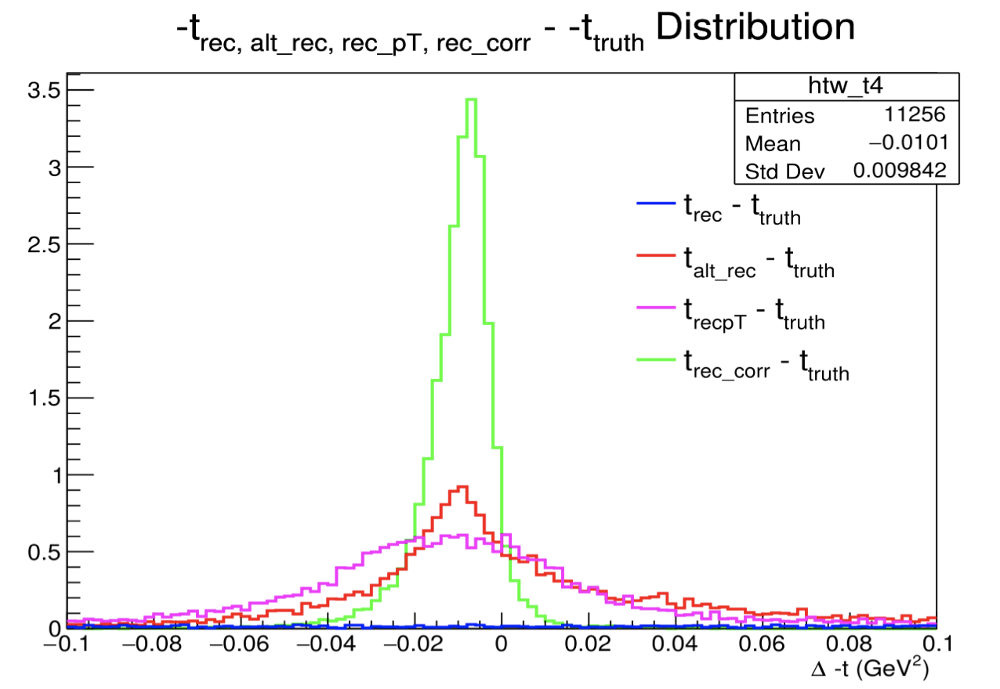 -t_rec, alt_rec, rec_pT, rec_corr - -t_truth Distribution
htw_t4
Entries 11256
Mean −0.0101
Std Dev 0.009842
t_rec - t_truth
t_alt_rec - t_truth
t_recpT - t_truth
t_rec_corr - t_truth
3.5
3
2.5
2
1.5
1
0.5
0
−0.1 −0.08 −0.06 −0.04 −0.02 0 0.02 0.04 0.06 0.08 0.1
Δ -t (GeV²)